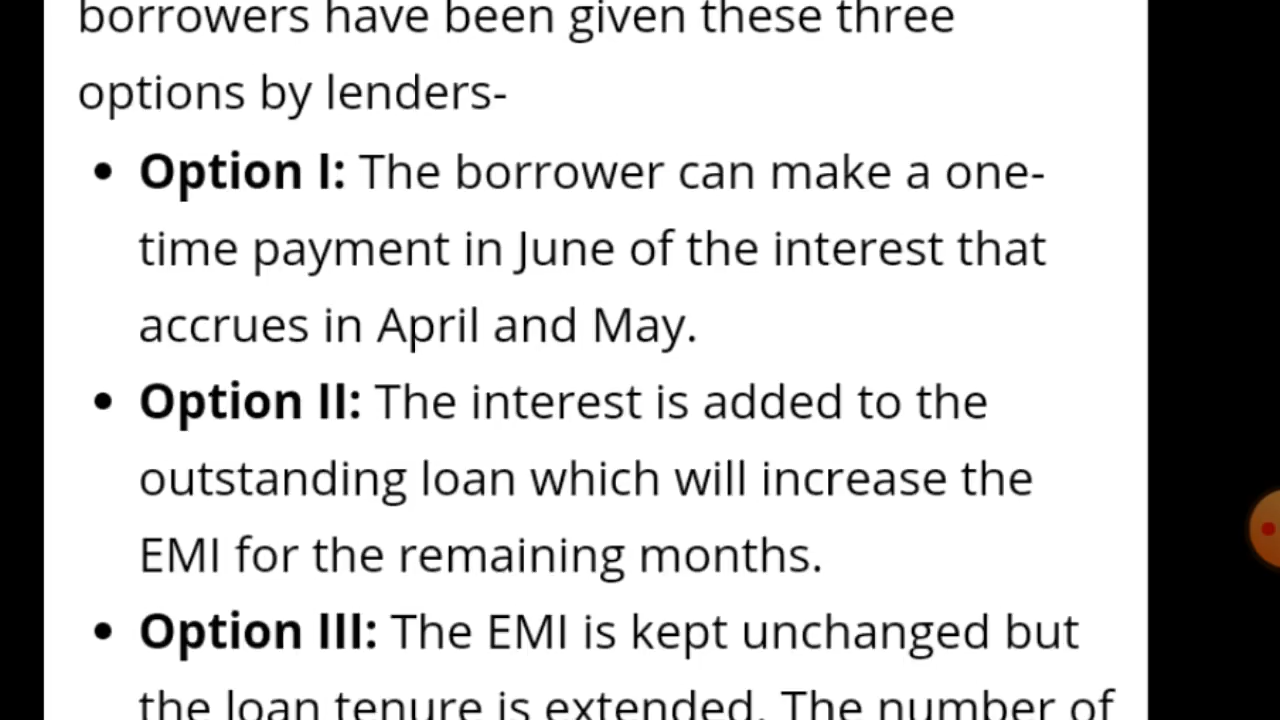 borrowers have been given these three
options by lenders-
• Option I: The borrower can make a one-
time payment in June of the interest that
accrues in April and May.
• Option II: The interest is added to the
outstanding loan which will increase the
EMI for the remaining months.
• Option III: The EMI is kept unchanged but
the loan tenure is extended. The number of